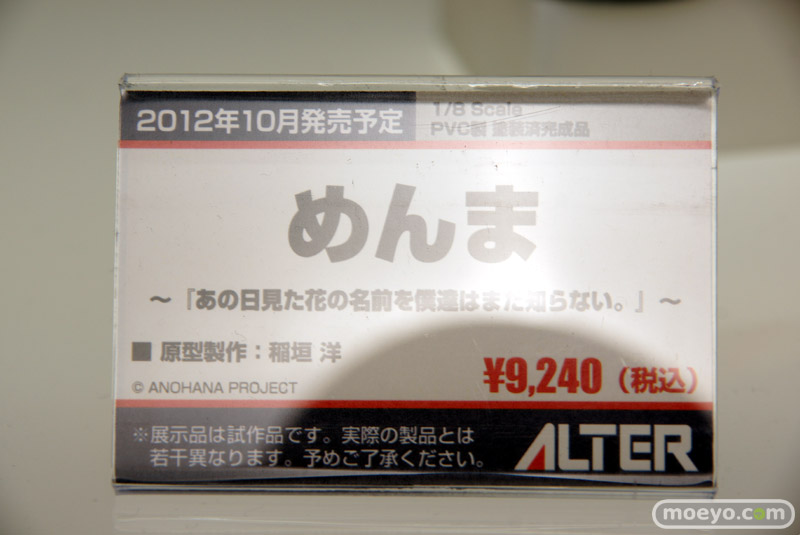 2012年10月発売予定
1/8 Scale
PVC製 塗装済完成品
めんま
～『あの日見た花の名前を僕達はまだ知らない。』～
■ 原型製作：稲垣 洋
¥9,240（税込）
© ANOHANA PROJECT
※展示品は試作品です。実際の製品とは
若干異なります。予めご了承ください。
ALTER
moeyo.com